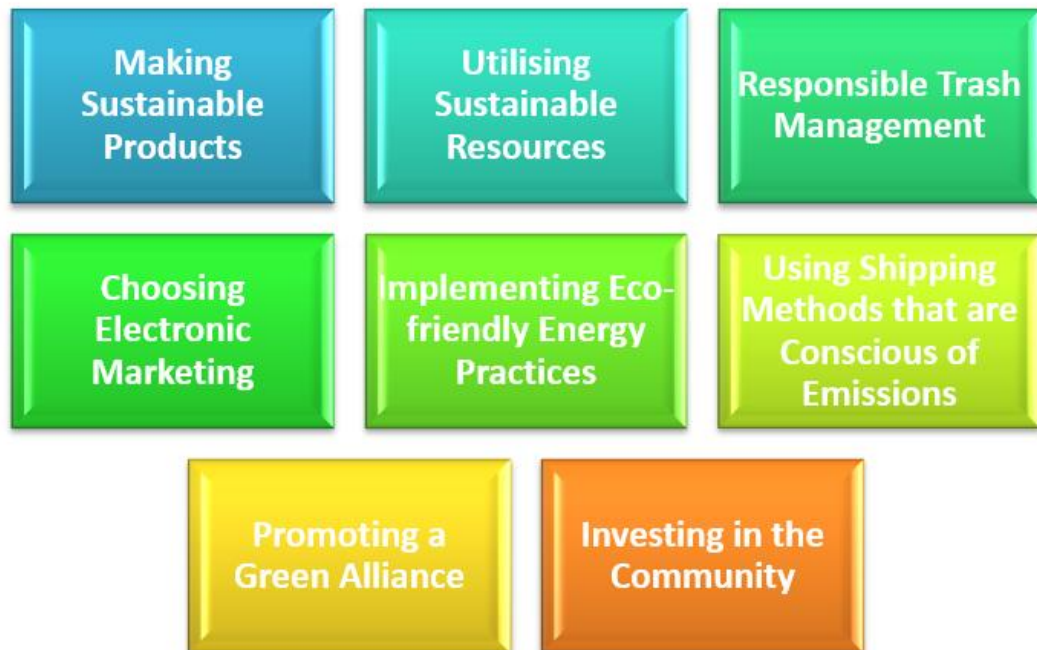 Making
Sustainable
Products
Utilising
Sustainable
Resources
Responsible Trash
Management
Choosing
Electronic
Marketing
Implementing Eco-
friendly Energy
Practices
Using Shipping
Methods that are
Conscious of
Emissions
Promoting a
Green Alliance
Investing in the
Community